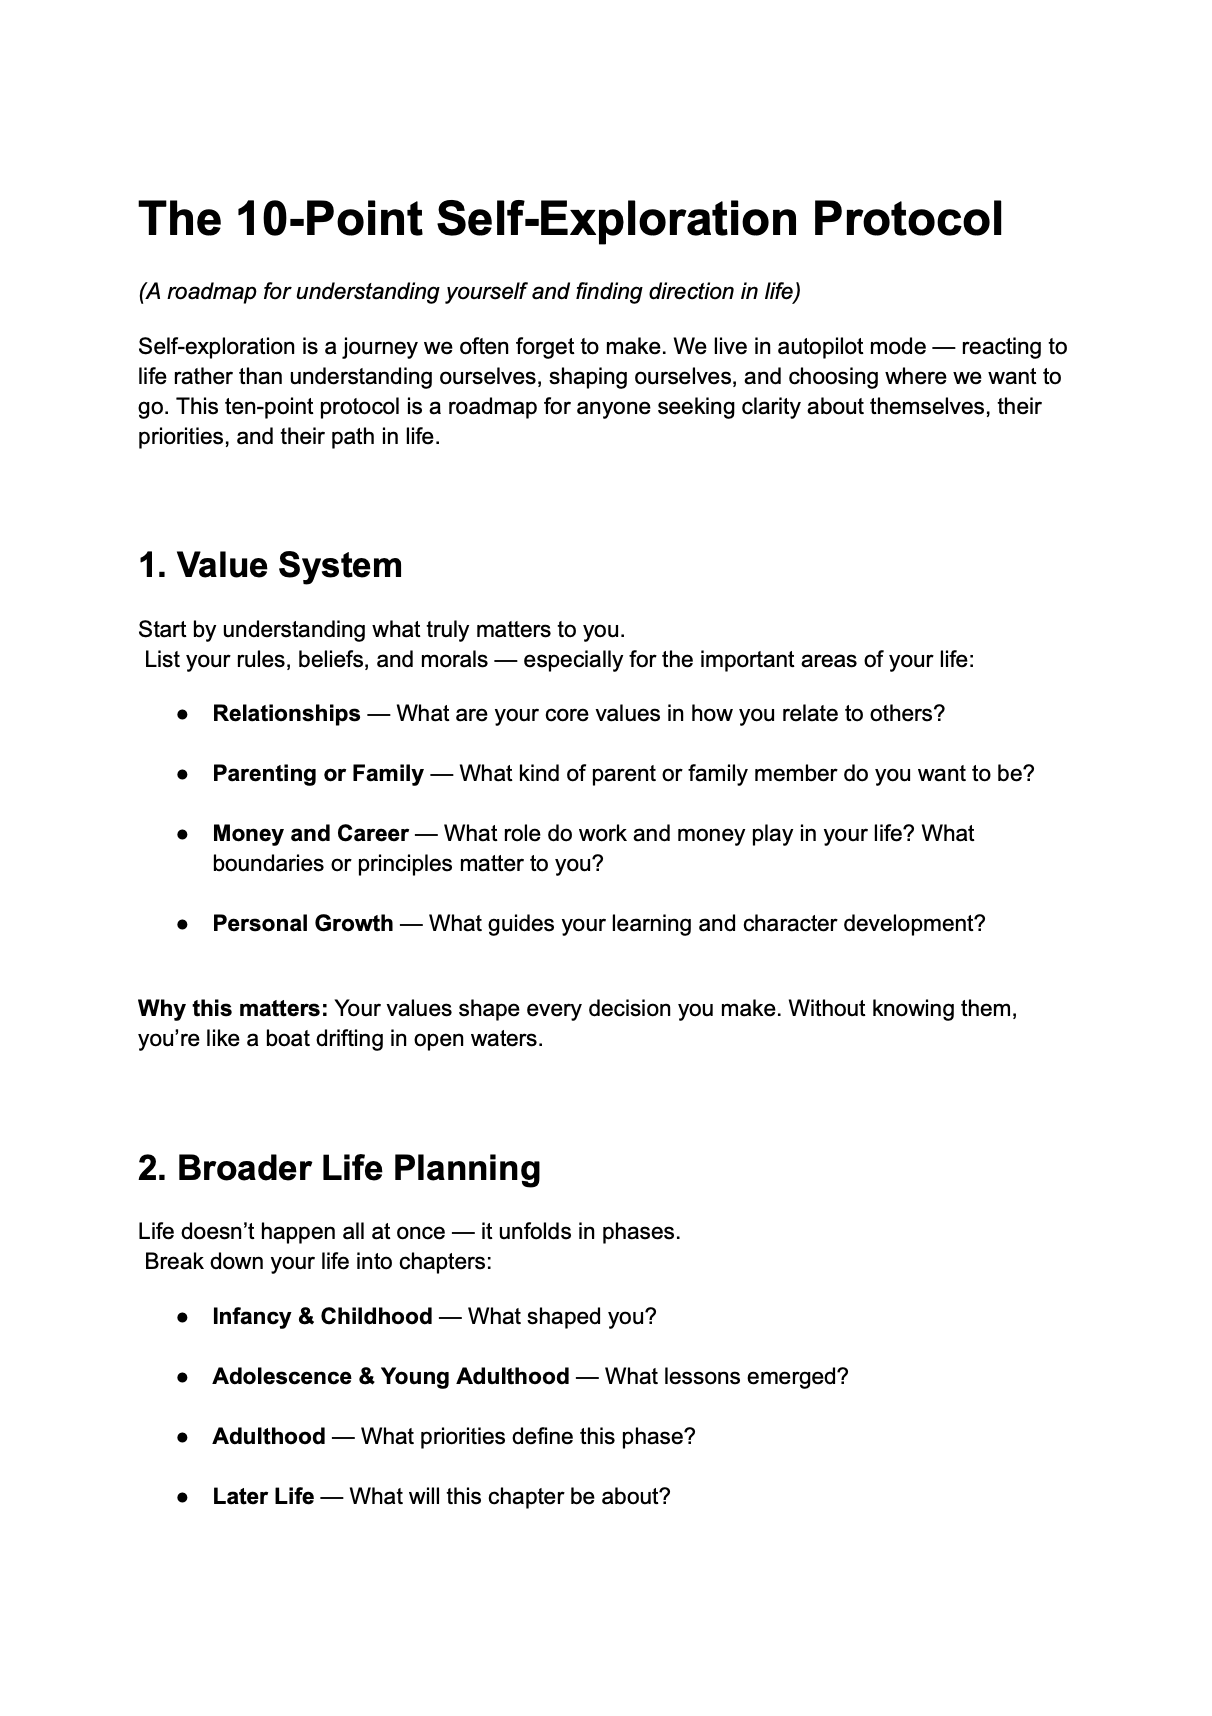 The 10-Point Self-Exploration Protocol
(A roadmap for understanding yourself and finding direction in life)
Self-exploration is a journey we often forget to make. We live in autopilot mode — reacting to
life rather than understanding ourselves, shaping ourselves, and choosing where we want to
go. This ten-point protocol is a roadmap for anyone seeking clarity about themselves, their
priorities, and their path in life.
1. Value System
Start by understanding what truly matters to you.
List your rules, beliefs, and morals — especially for the important areas of your life:
● Relationships — What are your core values in how you relate to others?
● Parenting or Family — What kind of parent or family member do you want to be?
● Money and Career — What role do work and money play in your life? What
boundaries or principles matter to you?
● Personal Growth — What guides your learning and character development?
Why this matters: Your values shape every decision you make. Without knowing them,
you’re like a boat drifting in open waters.
2. Broader Life Planning
Life doesn’t happen all at once — it unfolds in phases.
Break down your life into chapters:
● Infancy & Childhood — What shaped you?
● Adolescence & Young Adulthood — What lessons emerged?
● Adulthood — What priorities define this phase?
● Later Life — What will this chapter be about?